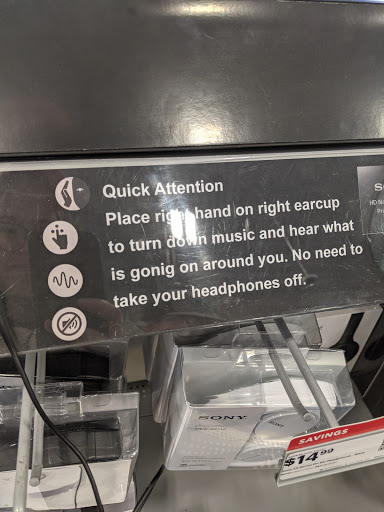 Quick Attention
Place right hand on right earcup
to turn down music and hear what
is gonig on around you. No need to
take your headphones off.
SONY
SONY
SAVINGS
$14.99